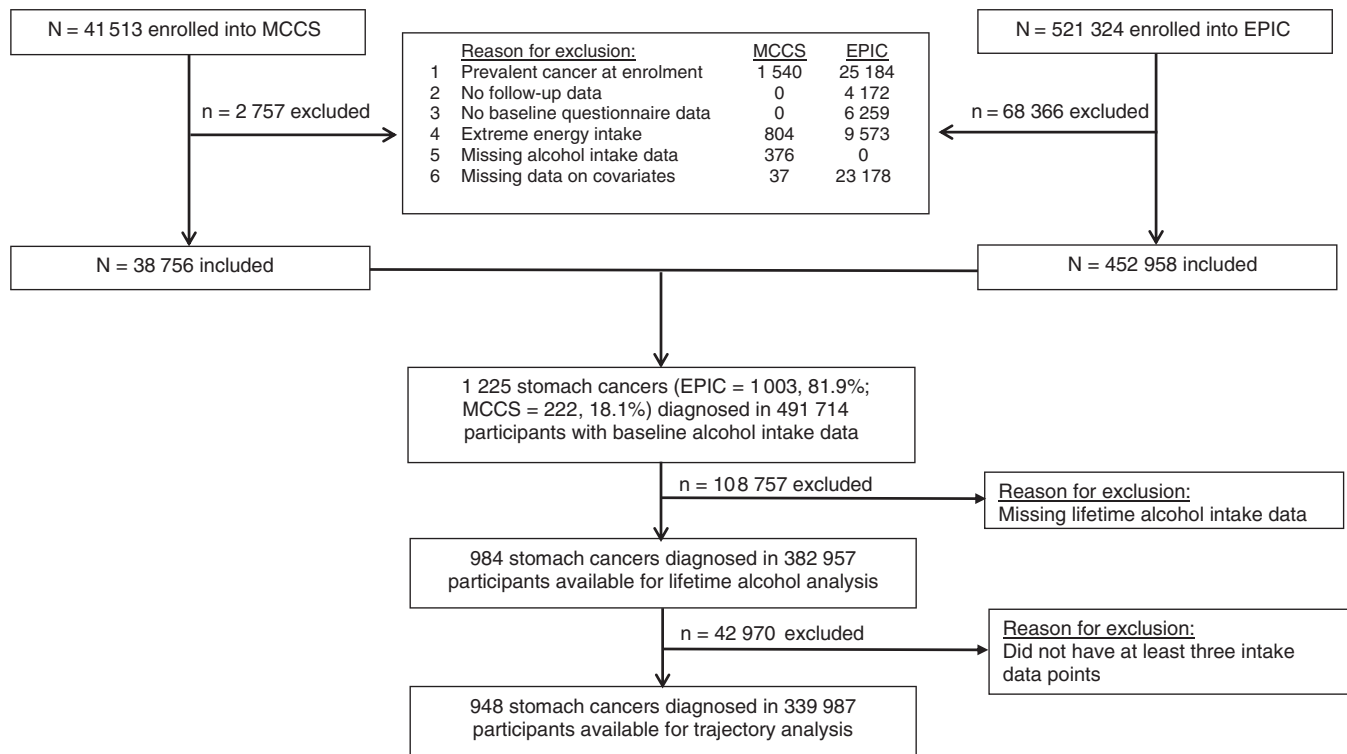 N = 41 513 enrolled into MCCS
N = 521 324 enrolled into EPIC
Reason for exclusion: MCCS EPIC
1 Prevalent cancer at enrolment 1 540 25 184
2 No follow-up data 0 4 172
3 No baseline questionnaire data 0 6 259
4 Extreme energy intake 804 9 573
5 Missing alcohol intake data 376 0
6 Missing data on covariates 37 23 178
n = 2 757 excluded
n = 68 366 excluded
N = 38 756 included
N = 452 958 included
1 225 stomach cancers (EPIC = 1 003, 81.9%;
MCCS = 222, 18.1%) diagnosed in 491 714
participants with baseline alcohol intake data
n = 108 757 excluded
Reason for exclusion:
Missing lifetime alcohol intake data
984 stomach cancers diagnosed in 382 957
participants available for lifetime alcohol analysis
n = 42 970 excluded
Reason for exclusion:
Did not have at least three intake
data points
948 stomach cancers diagnosed in 339 987
participants available for trajectory analysis